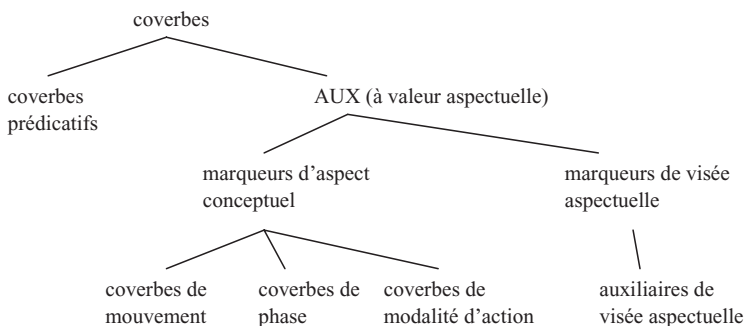 coverbes
coverbes
prédicatifs
AUX (à valeur aspectuelle)
marqueurs d'aspect
conceptuel
marqueurs de visée
aspectuelle
coverbes de
mouvement
coverbes de
phase
coverbes de
modalité d'action
auxiliaires de
visée aspectuelle